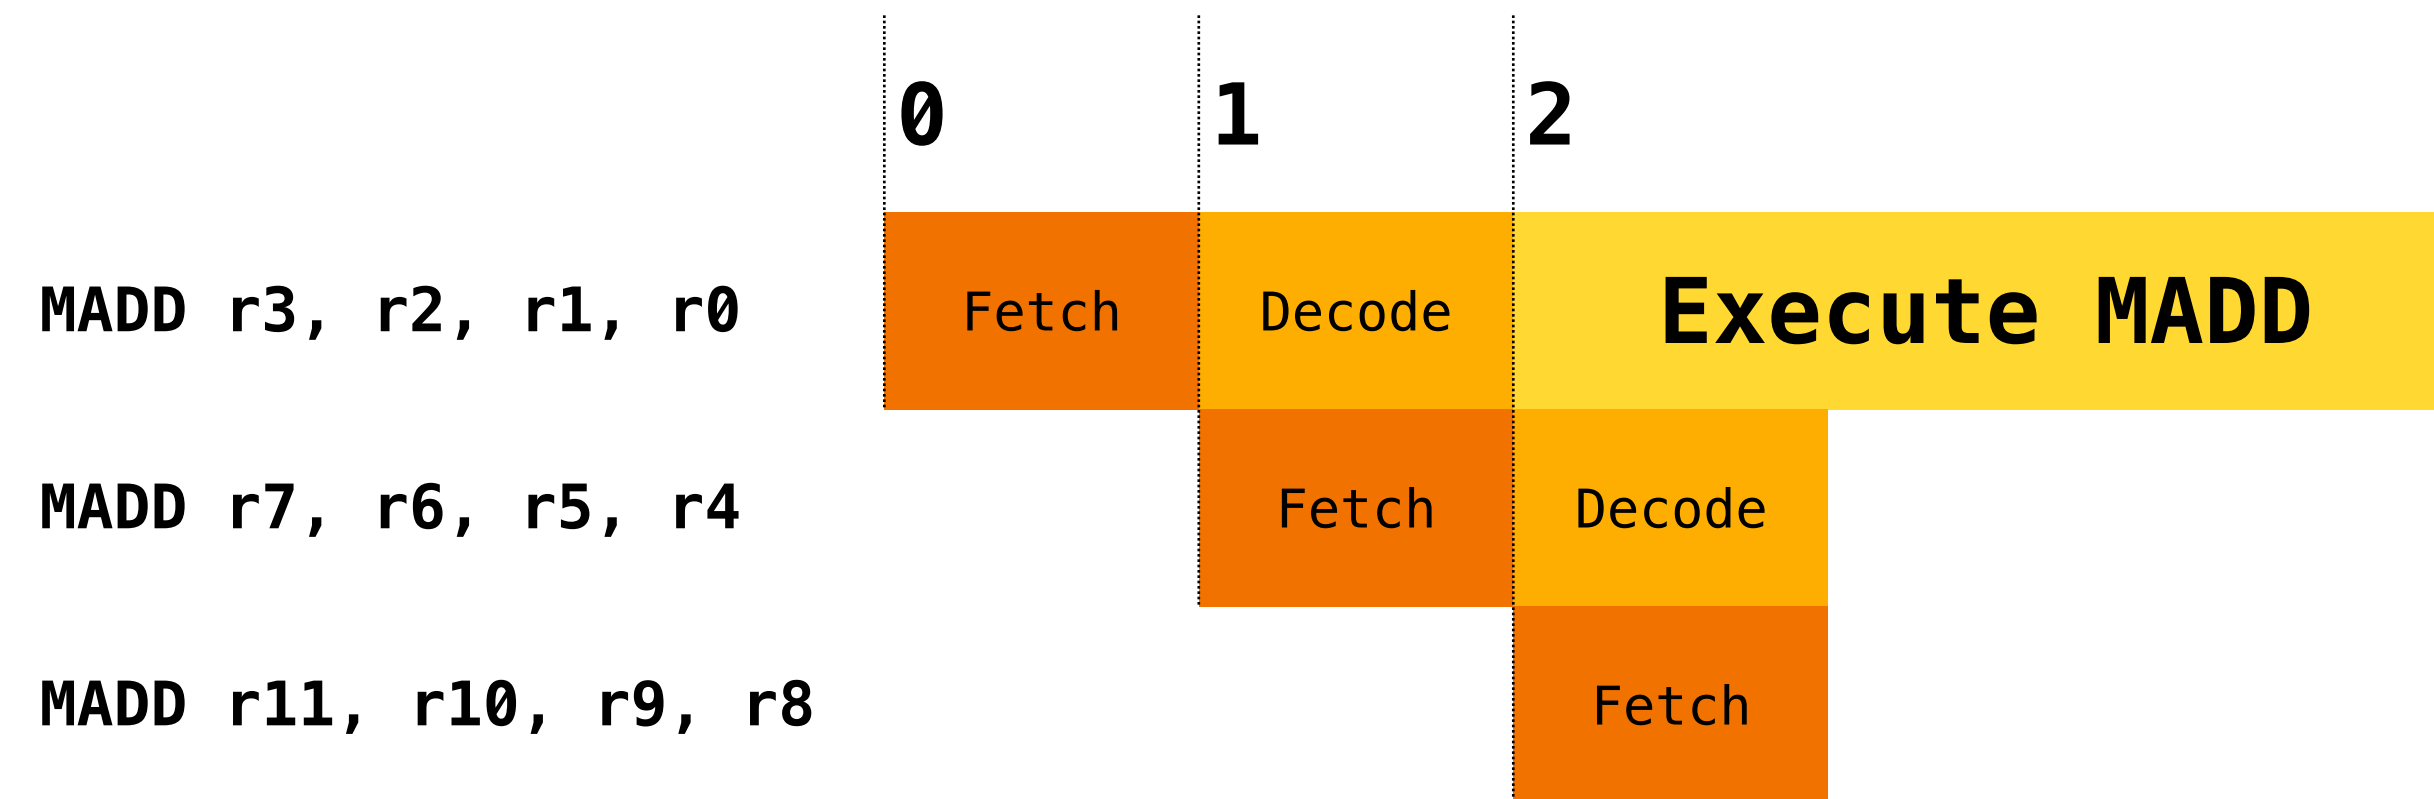 0 1 2
MADD r3, r2, r1, r0 Fetch Decode Execute MADD
MADD r7, r6, r5, r4 Fetch Decode
MADD r11, r10, r9, r8 Fetch